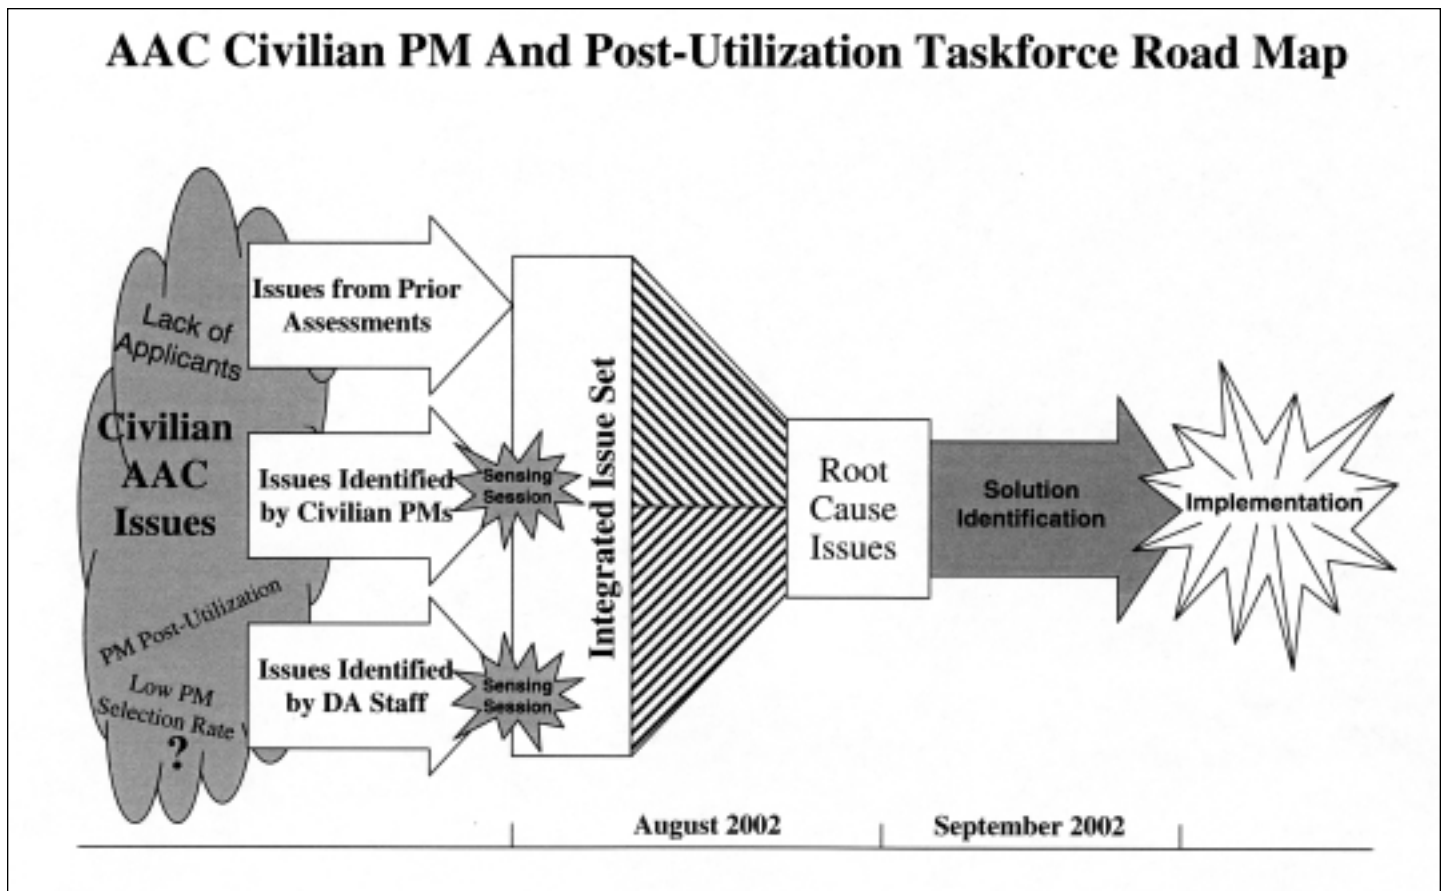 AAC Civilian PM And Post-Utilization Taskforce Road Map
Lack of
Applicants
Civilian
AAC
Issues
PM Post-Utilization
Low PM
Selection Rate
?
Issues from Prior
Assessments
Issues Identified
by Civilian PMs
Sensing
Session
Issues Identified
by DA Staff
Sensing
Session
Integrated Issue Set
Root
Cause
Issues
Solution
Identification
Implementation
August 2002
September 2002